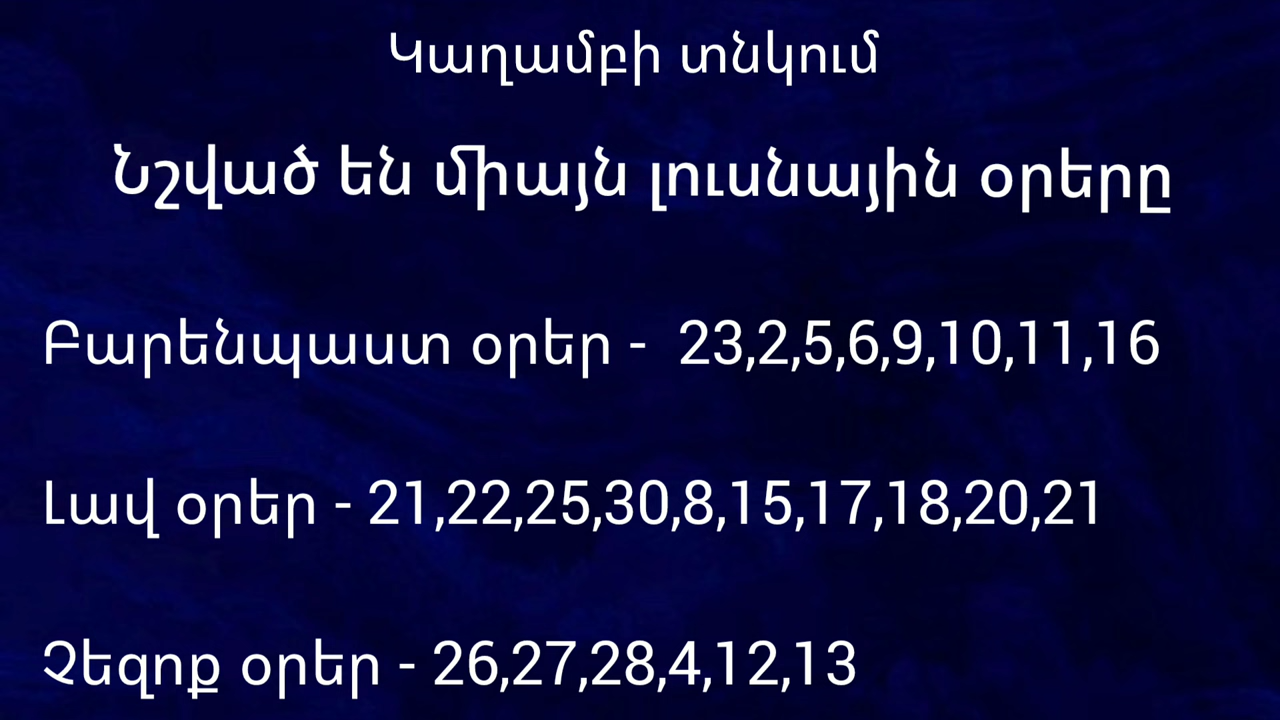 Կաղամբի տնկում
Նշված են միայն լուսնային օրերը
Բարենպաստ օրեր - 23,2,5,6,9,10,11,16
Լավ օրեր - 21,22,25,30,8,15,17,18,20,21
Չեզոք օրեր - 26,27,28,4,12,13